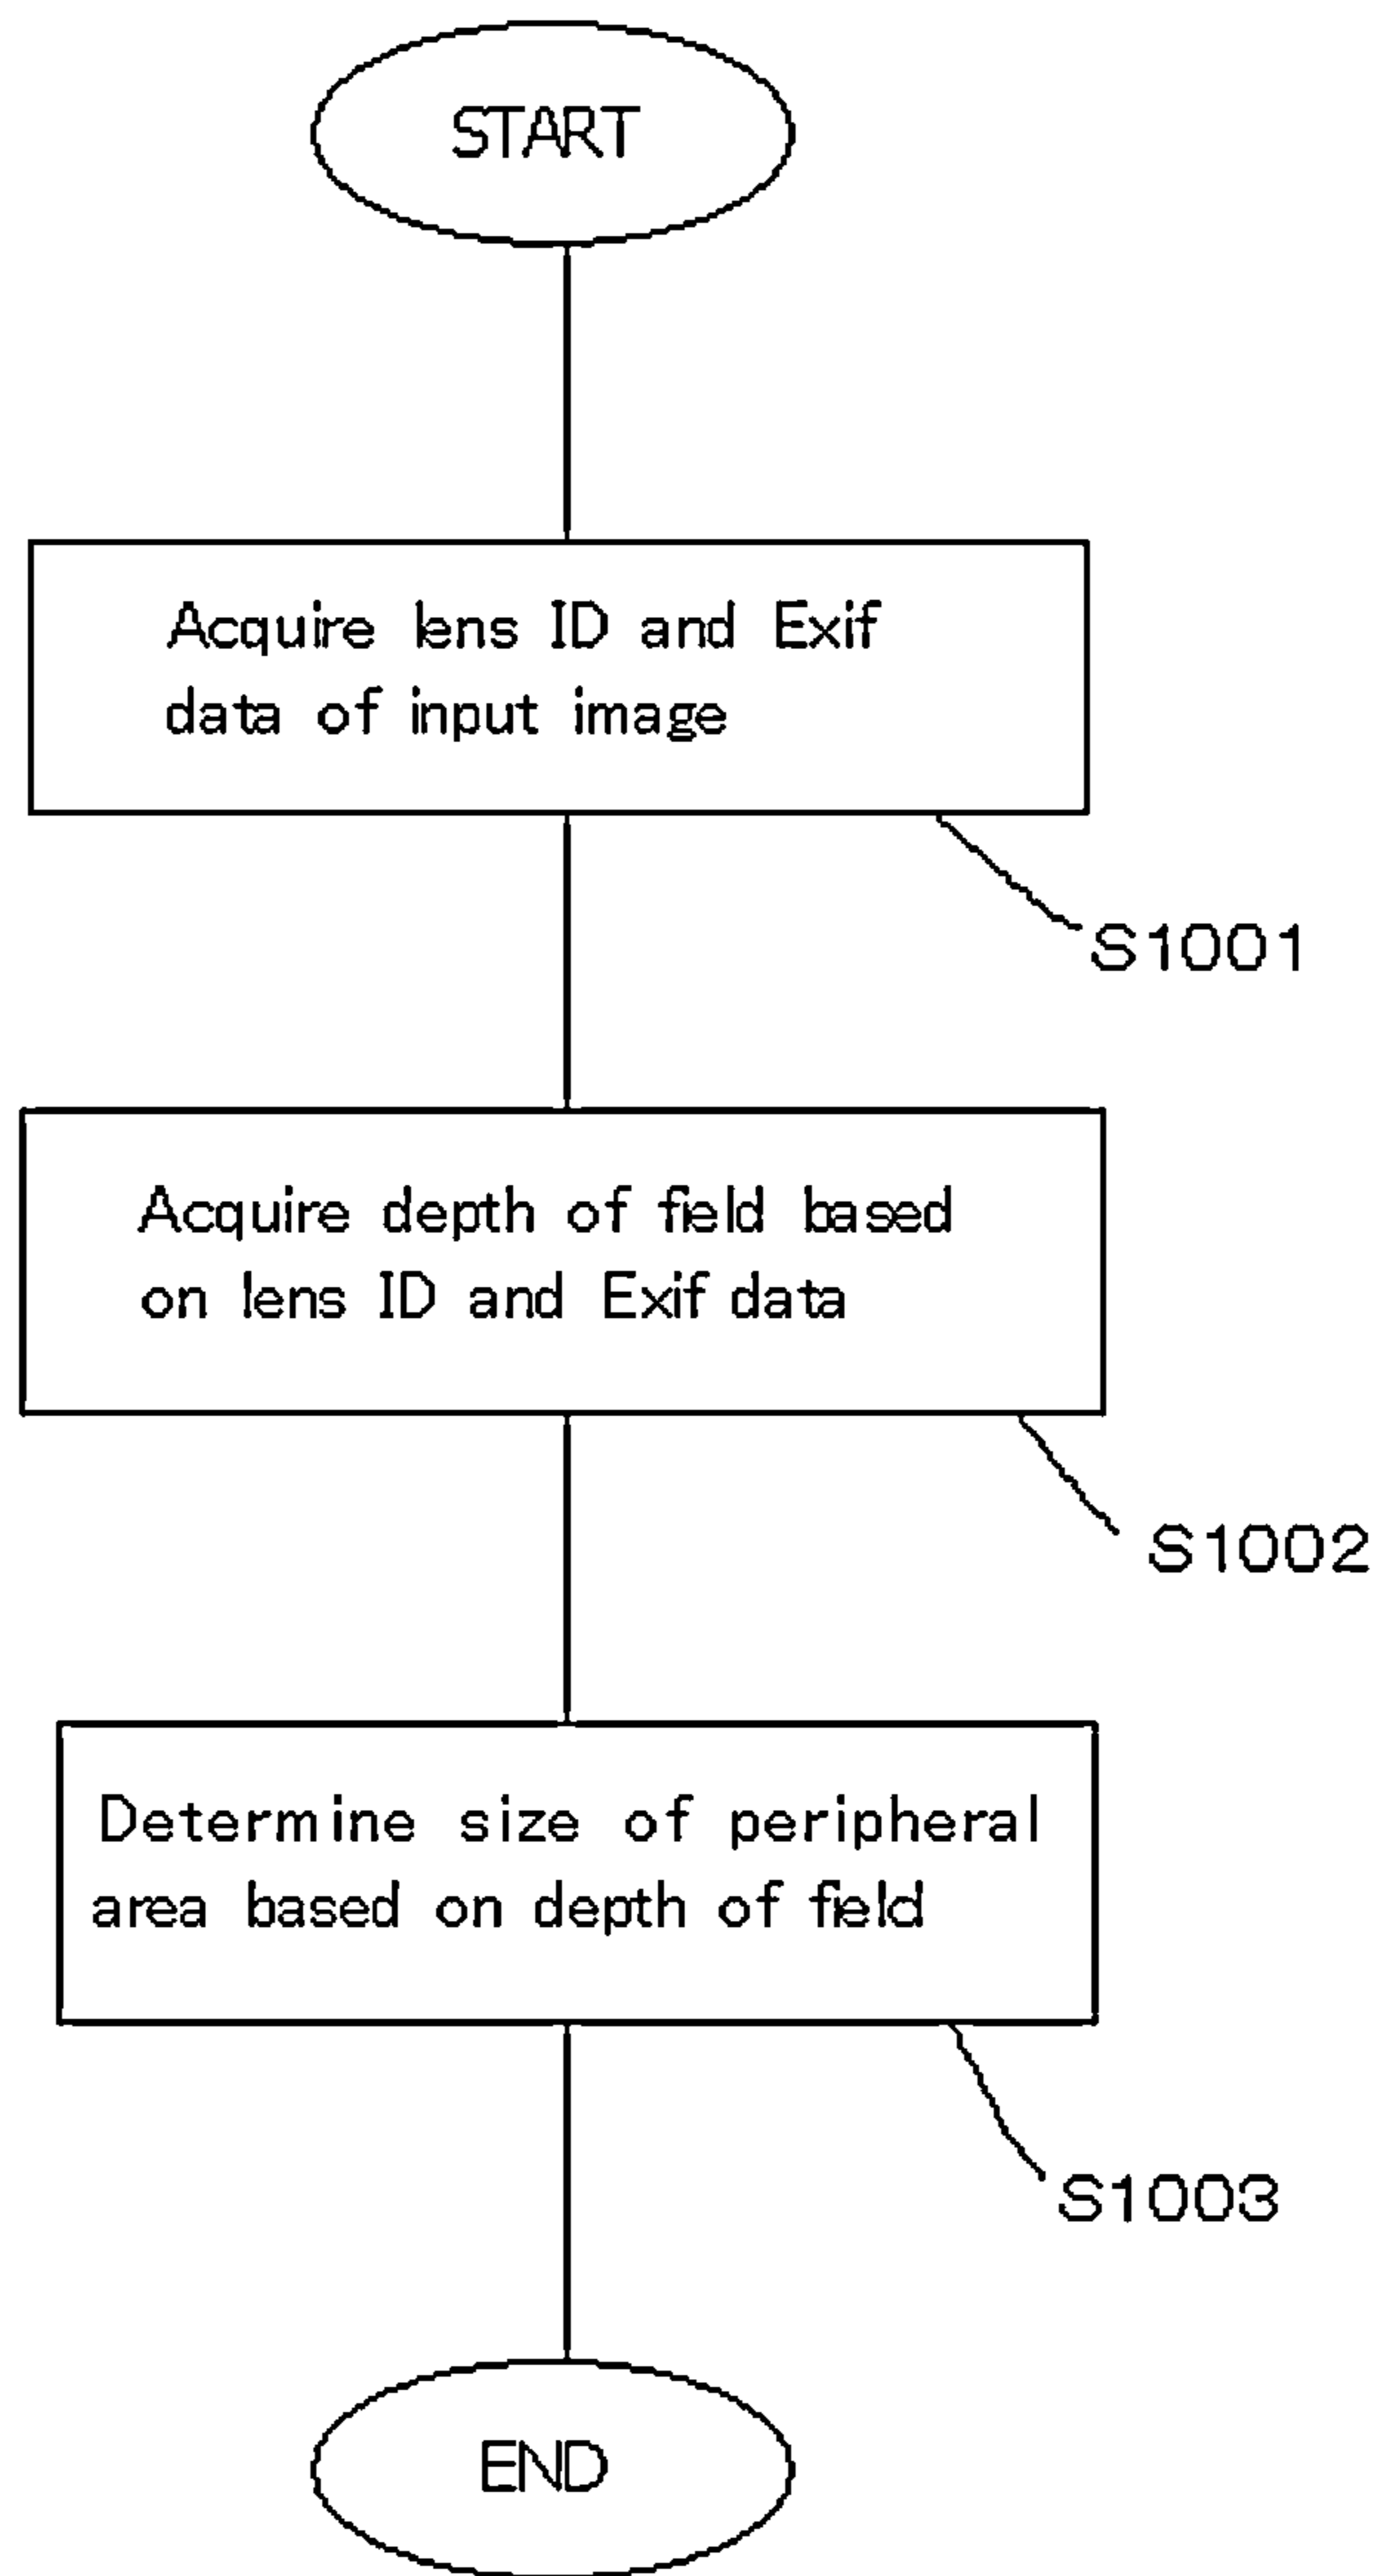 START
Acquire lens ID and Exif
data of input image
S1001
Acquire depth of field based
on lens ID and Exif data
S1002
Determine size of peripheral
area based on depth of field
S1003
END